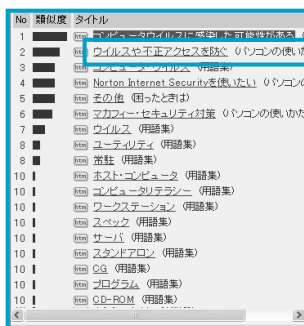 No 類似度 タイトル
1 htm コンピュータウイルスに感染した可能性がある (
2 htm ウイルスや不正アクセスを防ぐ (パソコンの使いか
3 htm コンピュータ・ウイルス (用語集)
4 htm Norton Internet Securityを使いたい (パソコンの
5 htm その他 (困ったときは)
6 htm マカフィー・セキュリティ対策 (パソコンの使いかた
7 htm ウイルス (用語集)
8 htm ユーティリティ (用語集)
8 htm 常駐 (用語集)
10 htm ホスト・コンピュータ (用語集)
10 htm コンピュータリテラシー (用語集)
10 htm ワークステーション (用語集)
10 htm スペック (用語集)
10 htm サーバ (用語集)
10 htm スタンドアロン (用語集)
10 htm CG (用語集)
10 htm プログラム (用語集)
10 htm CD-ROM (用語集)